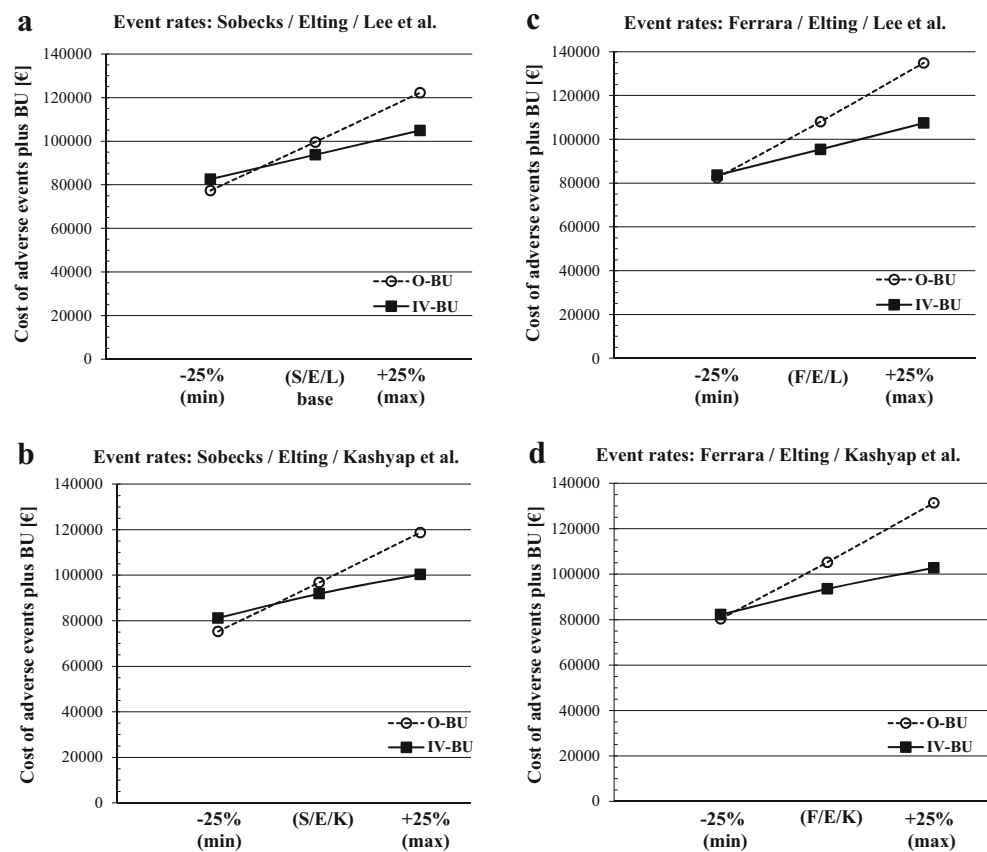 a
Event rates: Sobecks / Elting / Lee et al.
Cost of adverse events plus BU [€]
140000
120000
100000
80000
60000
40000
20000
0
O-BU
IV-BU
-25% (S/E/L) +25%
(min) base (max)
c
Event rates: Ferrara / Elting / Lee et al.
Cost of adverse events plus BU [€]
140000
120000
100000
80000
60000
40000
20000
0
O-BU
IV-BU
-25% (F/E/L) +25%
(min) (max)
b
Event rates: Sobecks / Elting / Kashyap et al.
Cost of adverse events plus BU [€]
140000
120000
100000
80000
60000
40000
20000
0
O-BU
IV-BU
-25% (S/E/K) +25%
(min) (max)
d
Event rates: Ferrara / Elting / Kashyap et al.
Cost of adverse events plus BU [€]
140000
120000
100000
80000
60000
40000
20000
0
O-BU
IV-BU
-25% (F/E/K) +25%
(min) (max)